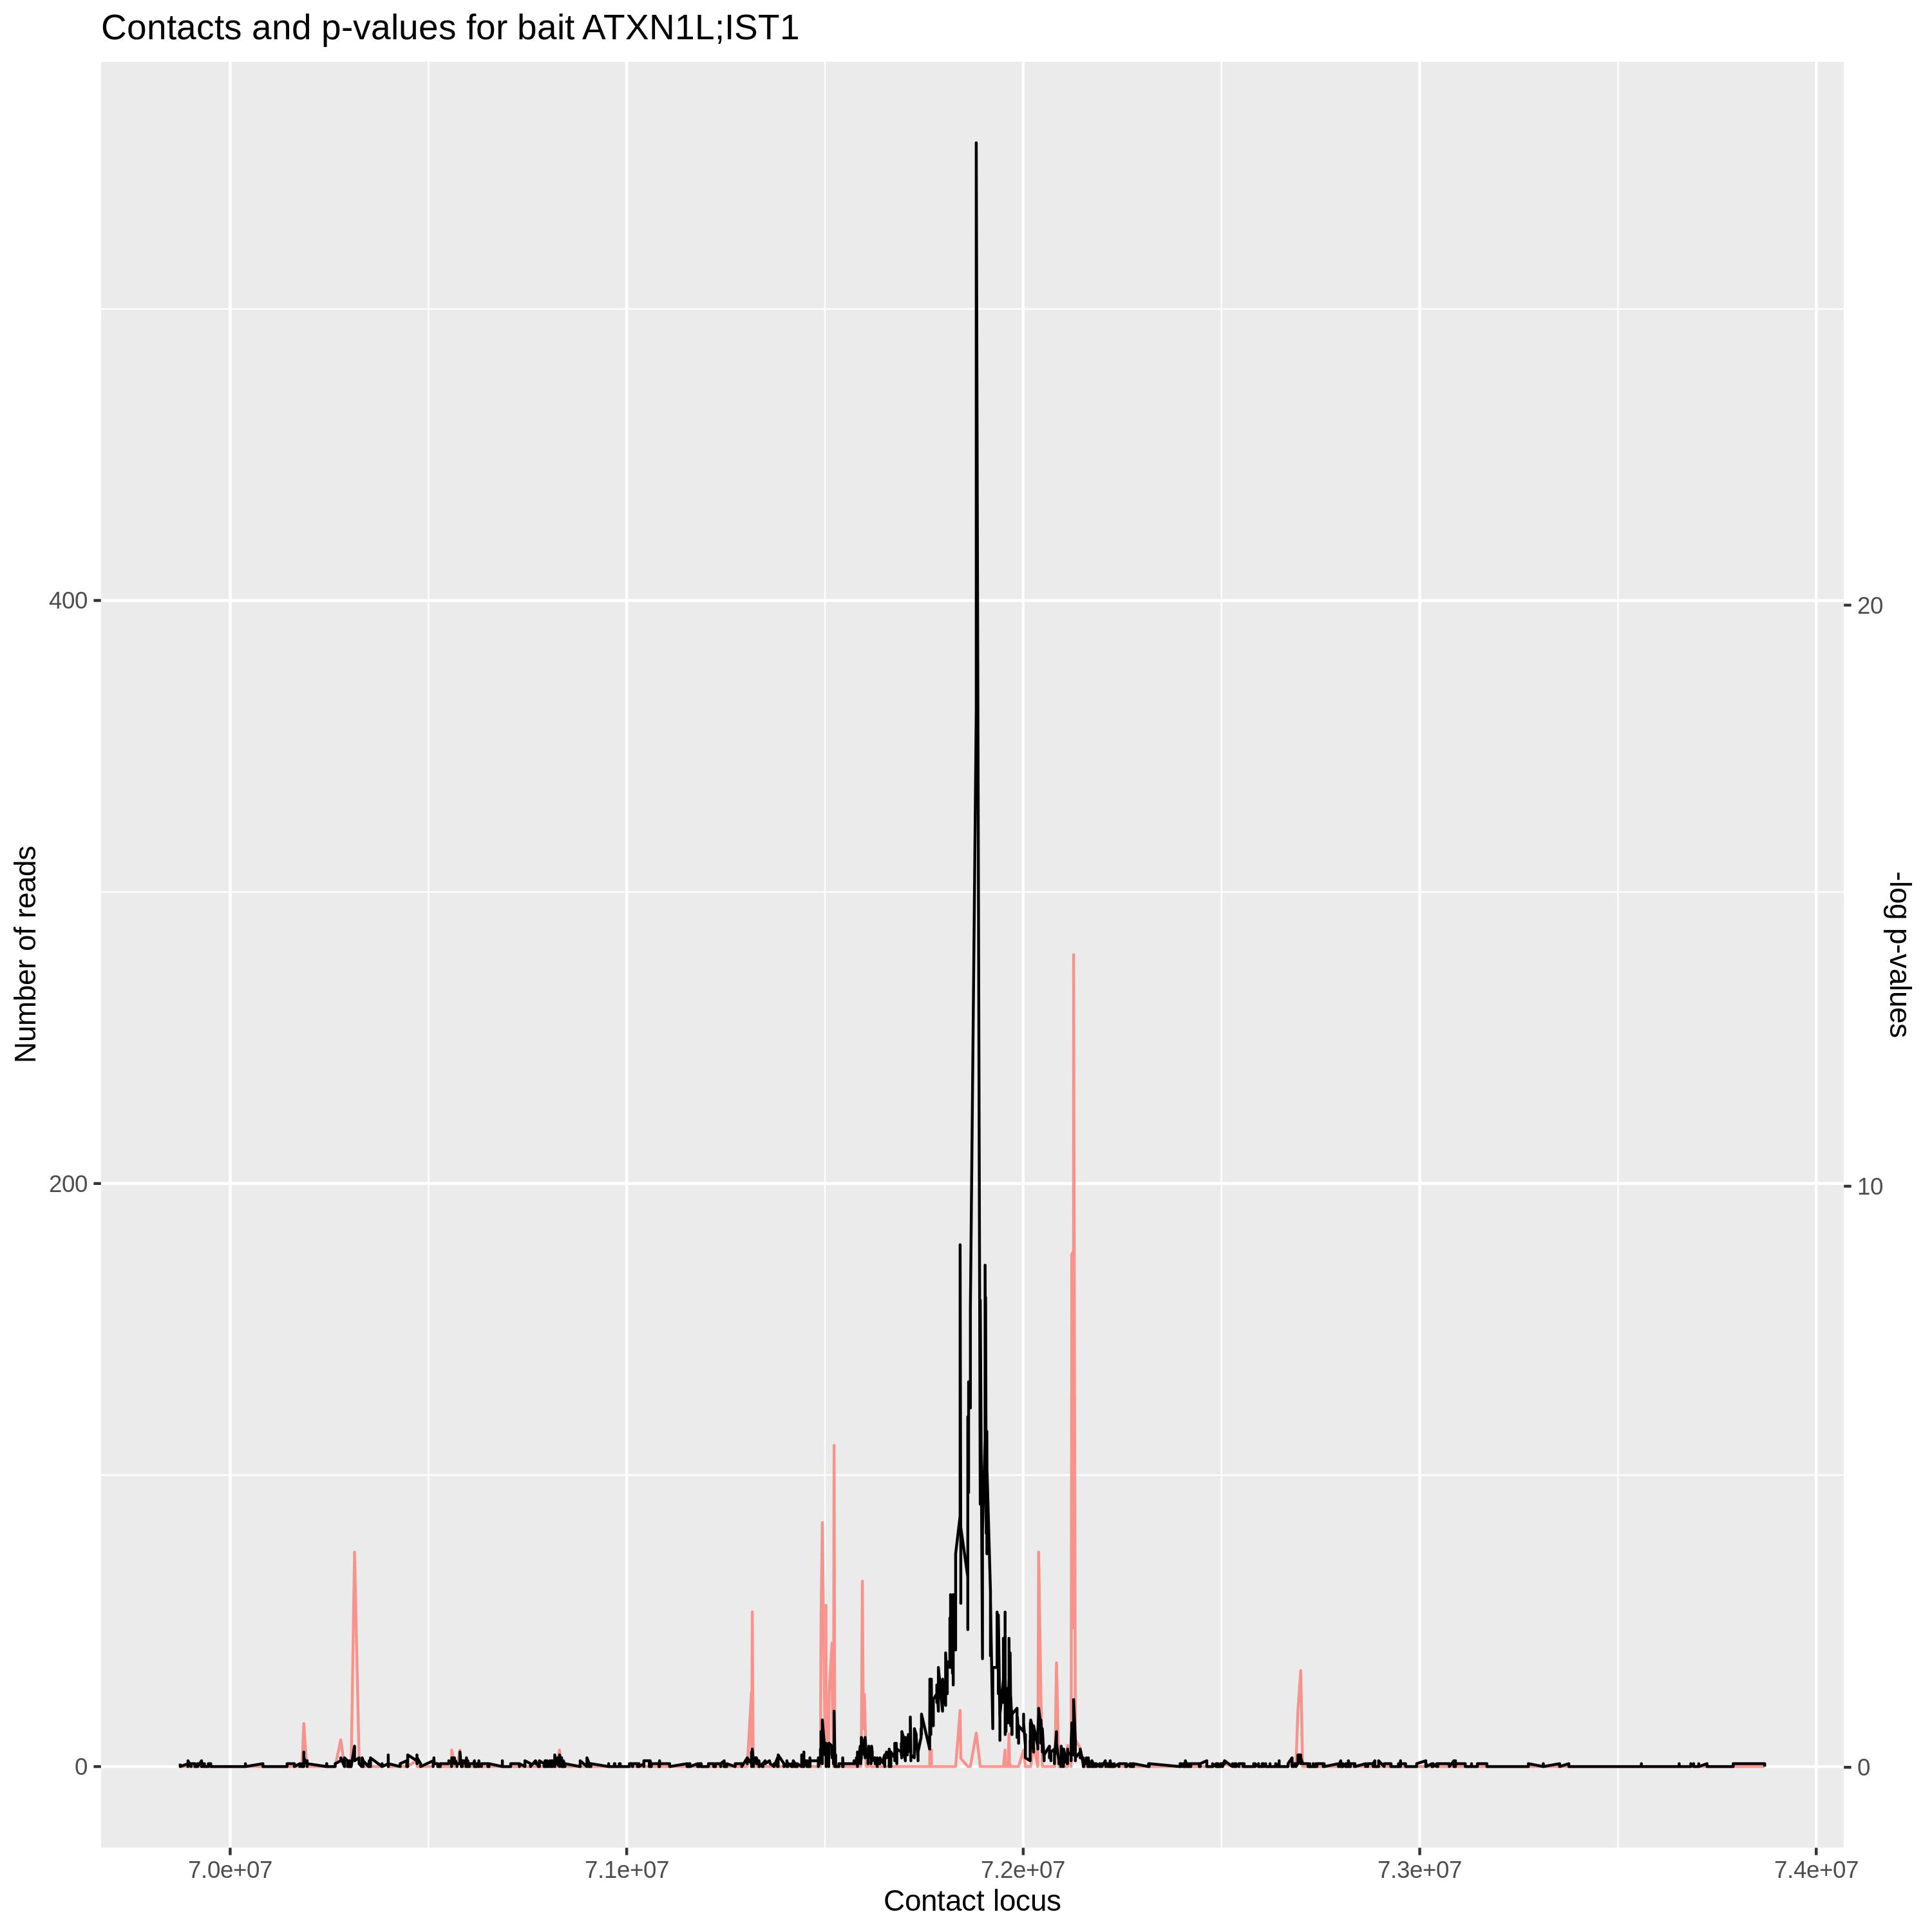 Contacts and p-values for bait ATXN1L;IST1
400
200
0
Number of reads
20
10
0
-log p-values
7.0e+07
7.1e+07
7.2e+07
7.3e+07
7.4e+07
Contact locus